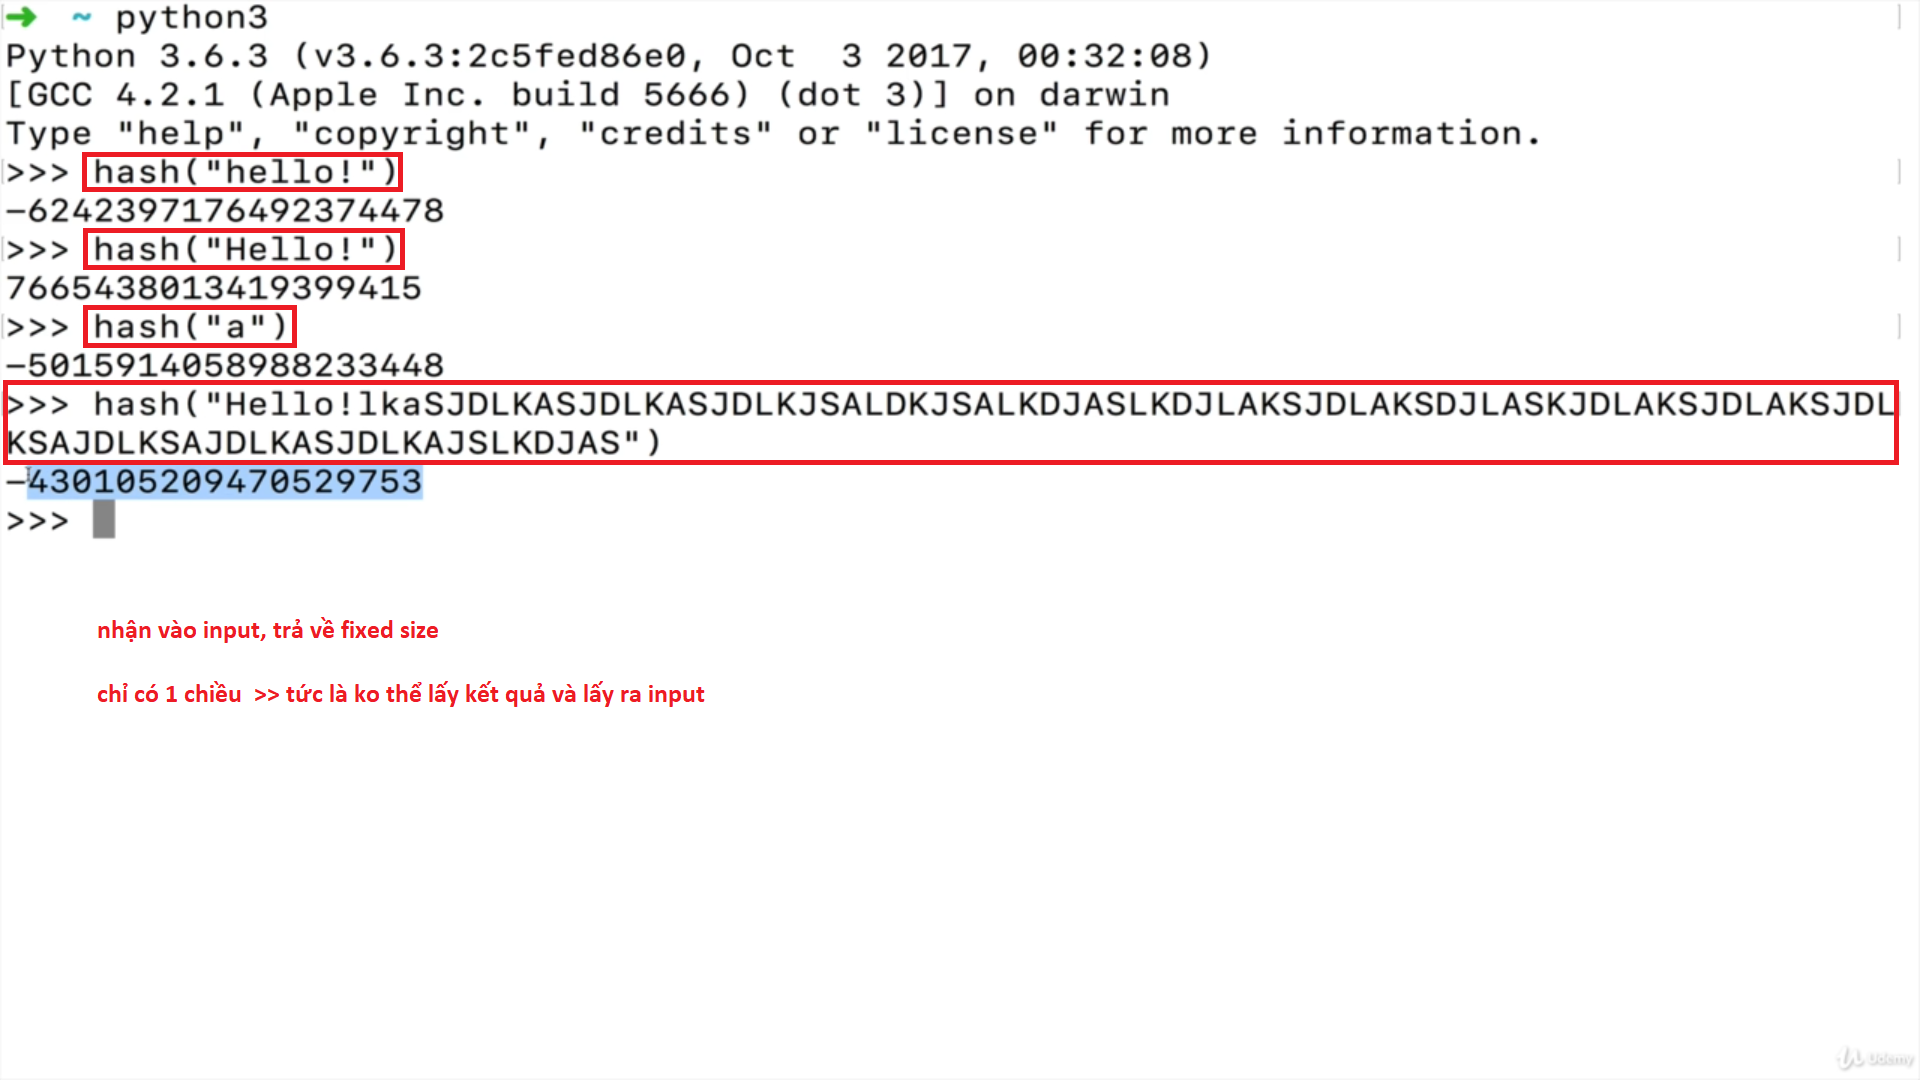 ➜  ~ python3
Python 3.6.3 (v3.6.3:2c5fed86e0, Oct  3 2017, 00:32:08)
[GCC 4.2.1 (Apple Inc. build 5666) (dot 3)] on darwin
Type "help", "copyright", "credits" or "license" for more information.
>>> hash("hello!")
-6242397176492374478
>>> hash("Hello!")
7665438013419399415
>>> hash("a")
-5015914058988233448
>>> hash("Hello!lkaSJDLKASJDLKASJDLKJSALDKJSALKDJASLKDJLAKSJDLAKSDJLASKJDLAKSJDLAKSJDL
KSAJDLKSAJDLKASJDLKAJSLKDJAS")
-430105209470529753
>>>
nhận vào input, trả về fixed size
chỉ có 1 chiều  >> tức là ko thể lấy kết quả và lấy ra input
Udemy